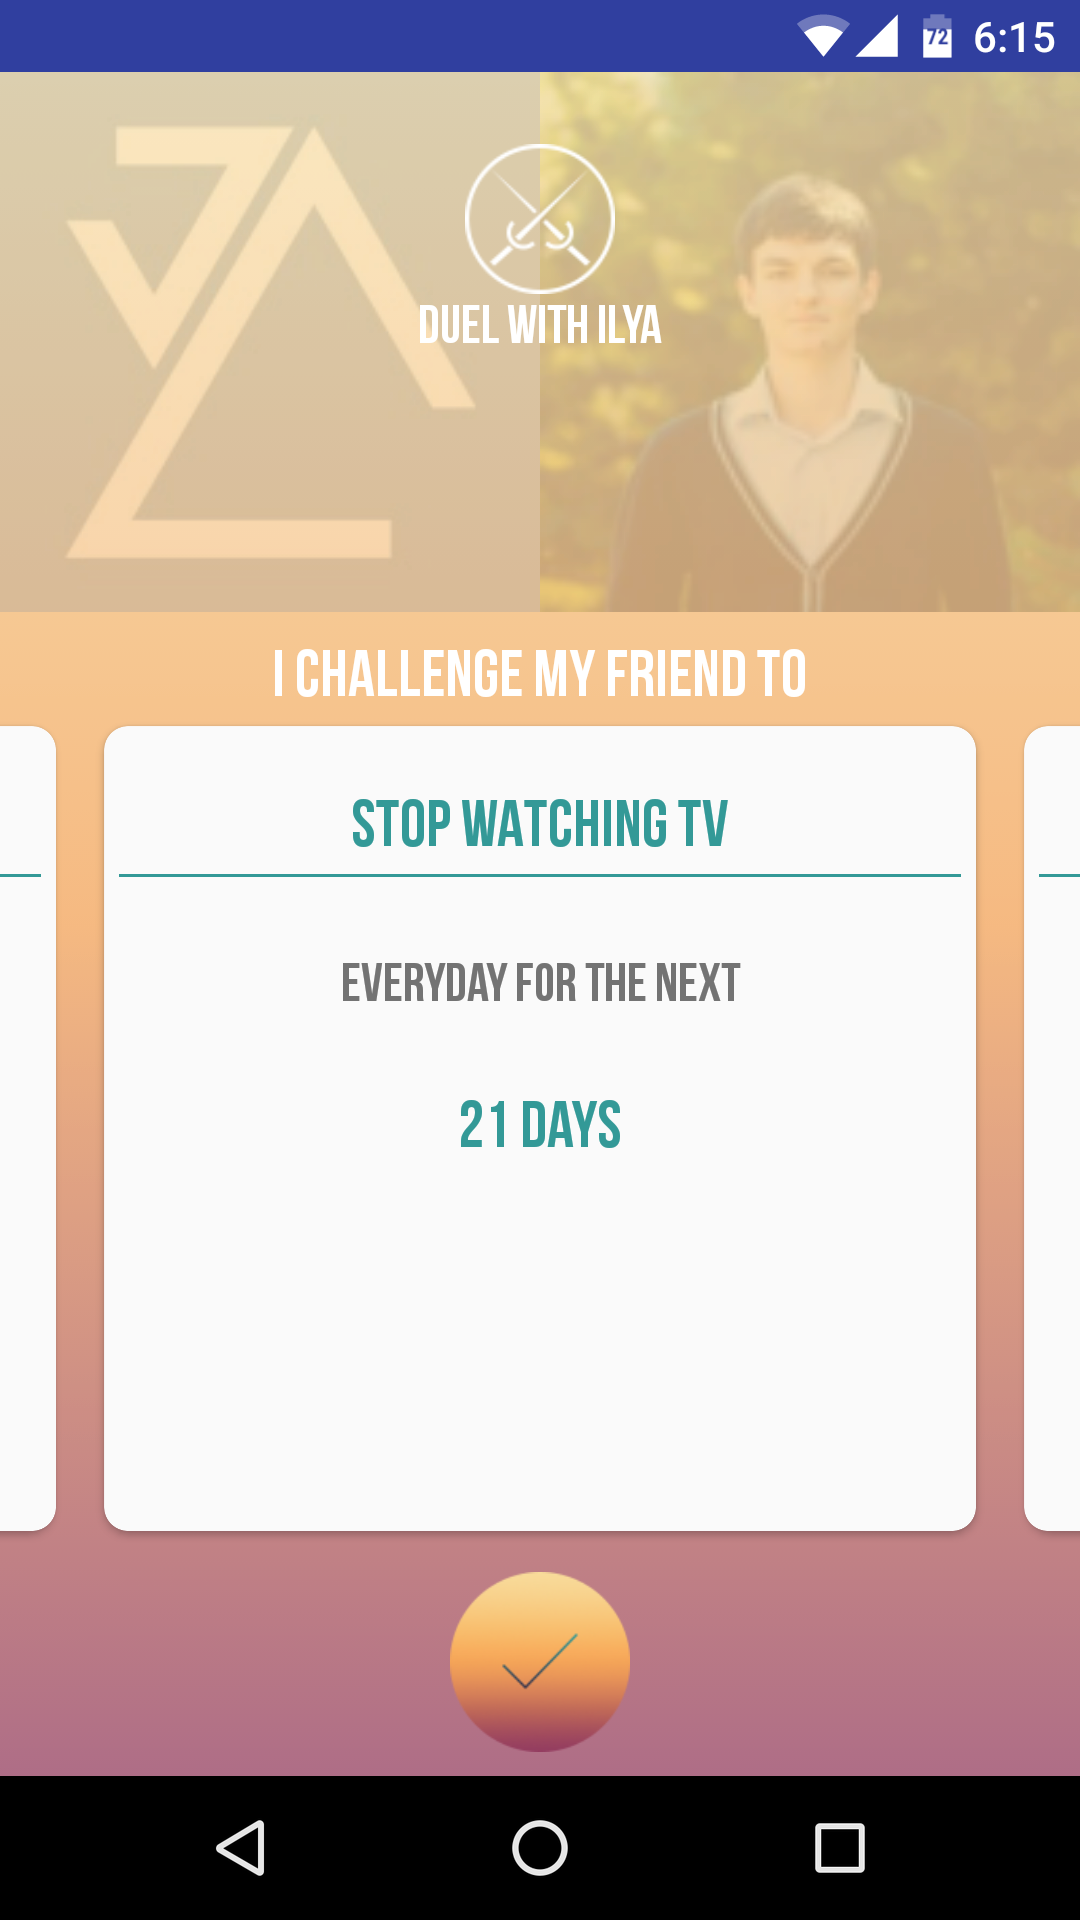 72 6:15
DUEL WITH ILYA
I CHALLENGE MY FRIEND TO
STOP WATCHING TV
EVERYDAY FOR THE NEXT
21 DAYS